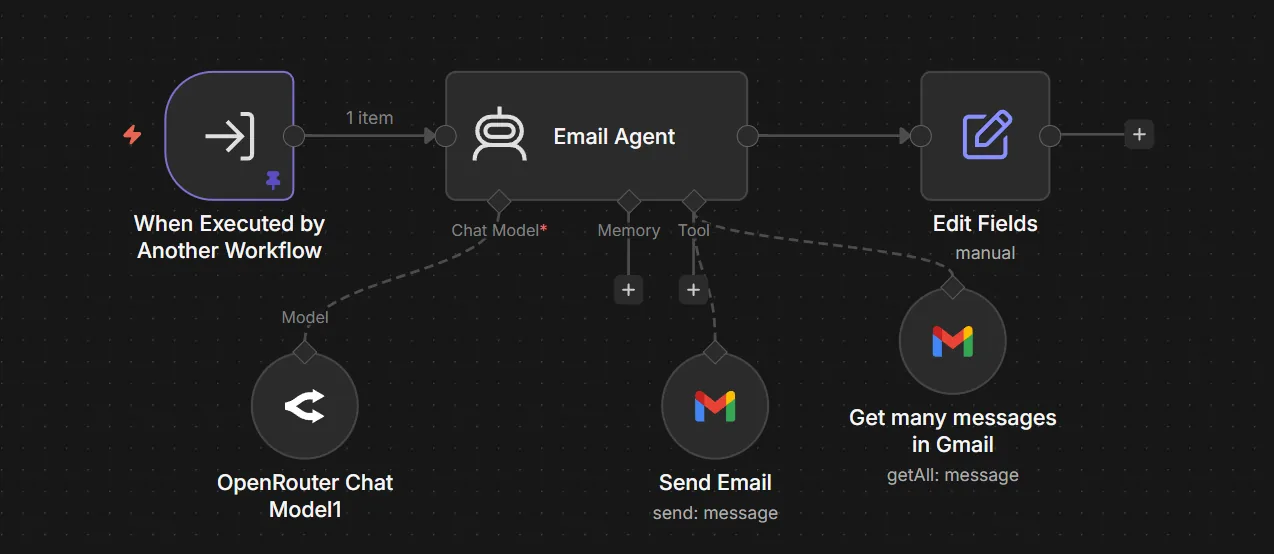 1 item
Email Agent
When Executed by
Another Workflow
Chat Model*
Memory
Tool
Edit Fields
manual
Model
OpenRouter Chat
Model1
Send Email
send: message
Get many messages
in Gmail
getAll: message